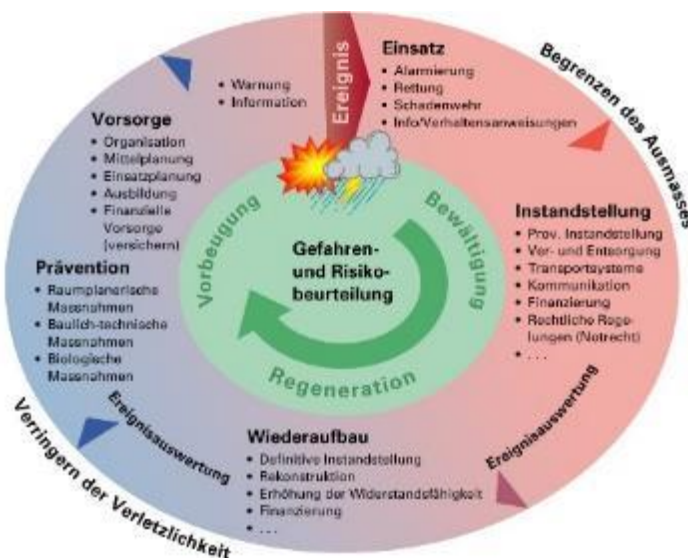 Ereignis
Einsatz
• Alarmierung
• Rettung
• Schadenwehr
• Info/Verhaltensanweisungen
Begrenzen des Ausmasses
Instandstellung
• Prov. Instandstellung
• Ver- und Entsorgung
• Transportsysteme
• Kommunikation
• Finanzierung
• Rechtliche Rege-
lungen (Notrecht)
• . . .
Ereignisauswertung
Wiederaufbau
• Definitive Instandstellung
• Rekonstruktion
• Erhöhung der Widerstandsfähigkeit
• Finanzierung
• . . .
Ereignisauswertung
Verringern der Verletzlichkeit
Prävention
• Raumplanerische
Massnahmen
• Baulich-technische
Massnahmen
• Biologische
Massnahmen
Vorsorge
• Organisation
• Mittelplanung
• Einsatzplanung
• Ausbildung
• Finanzielle
Vorsorge
(versichern)
• Warnung
• Information
Bewältigung
Regeneration
Vorbeugung
Gefahren-
und Risiko-
beurteilung